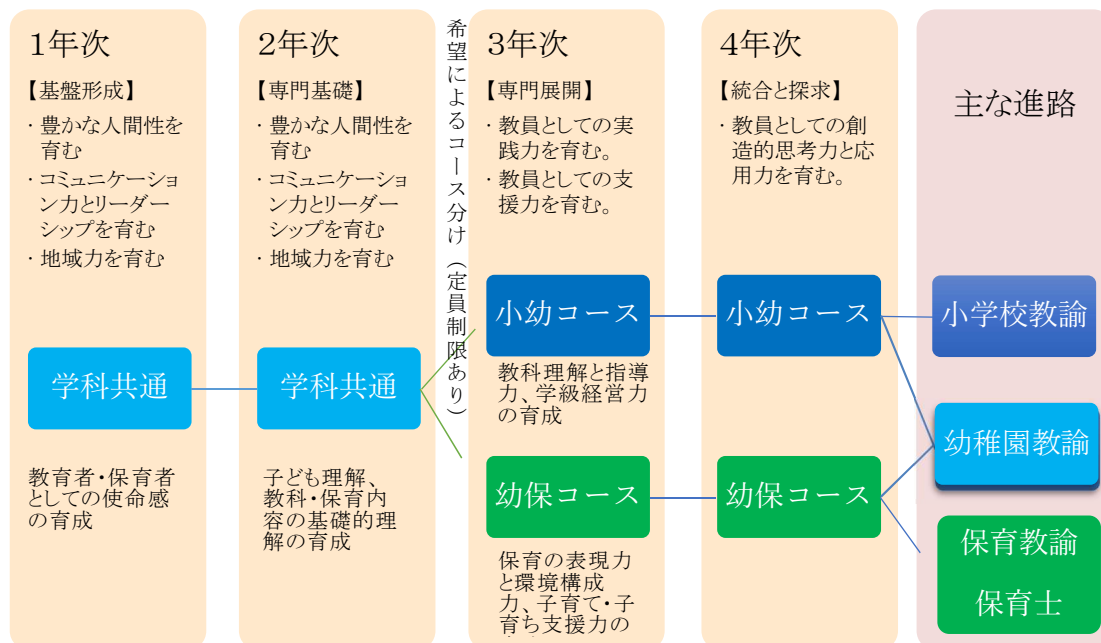 1年次
【基盤形成】
・豊かな人間性を
育む
・コミュニケーショ
ン力とリーダー
シップを育む
・地域力を育む
学科共通
教育者・保育者
としての使命感
の育成
2年次
【専門基礎】
・豊かな人間性を
育む
・コミュニケーショ
ン力とリーダー
シップを育む
・地域力を育む
学科共通
子ども理解、
教科・保育内
容の基礎的理
解の育成
希望によるコース分け（定員制限あり）
3年次
【専門展開】
・教員としての実
践力を育む。
・教員としての支
援力を育む。
小幼コース
教科理解と指導
力、学級経営力
の育成
幼保コース
保育の表現力
と環境構成
力、子育て・子
育ち支援力の
4年次
【統合と探求】
・教員としての創
造的思考力と応
用力を育む。
小幼コース
幼保コース
主な進路
小学校教諭
幼稚園教諭
保育教諭
保育士